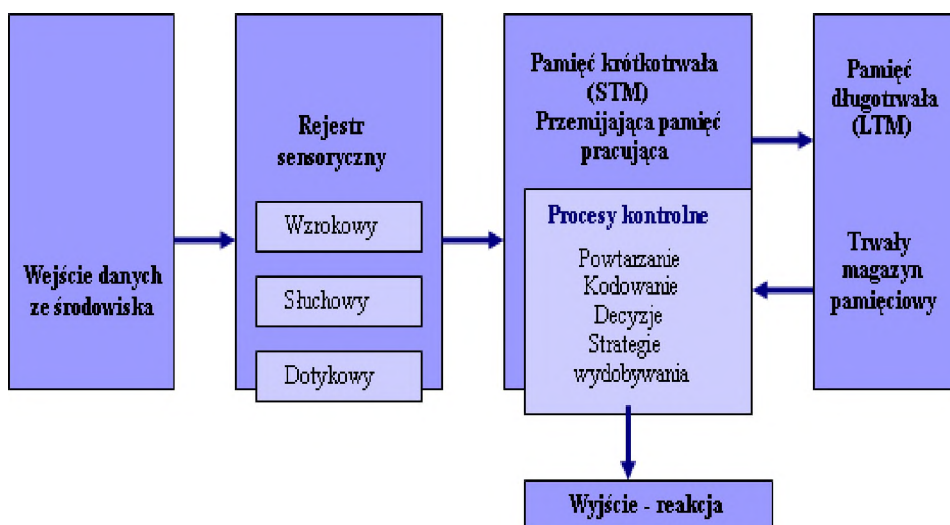 Wejście danych
ze środowiska
Rejestr
sensoryczny
Wzrokowy
Słuchowy
Dotykowy
Pamięć krótkotrwała
(STM)
Przemijająca pamięć
pracująca
Procesy kontrolne
Powtarzanie
Kodowanie
Decyzje
Strategie
wydobywania
Pamięć
długotrwała
(LTM)
Trwały
magazyn
pamięciowy
Wyjście - reakcja